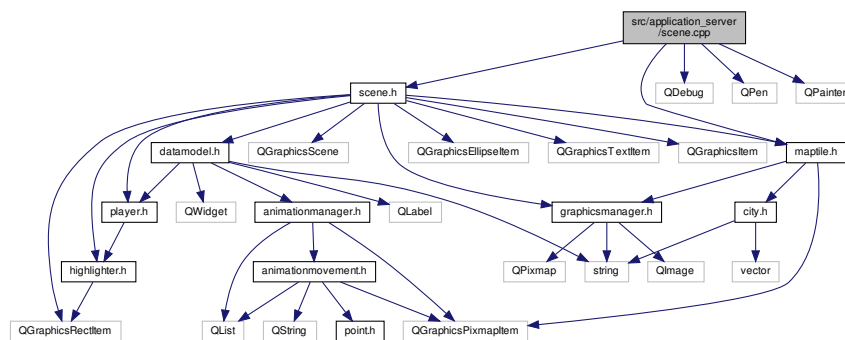 src/application_server
/scene.cpp
scene.h
QDebug
QPen
QPainter
datamodel.h
QGraphicsScene
QGraphicsEllipseItem
QGraphicsTextItem
QGraphicsItem
maptile.h
player.h
QWidget
animationmanager.h
QLabel
graphicsmanager.h
city.h
highlighter.h
animationmovement.h
QPixmap
string
QImage
vector
QGraphicsRectItem
QList
QString
point.h
QGraphicsPixmapItem